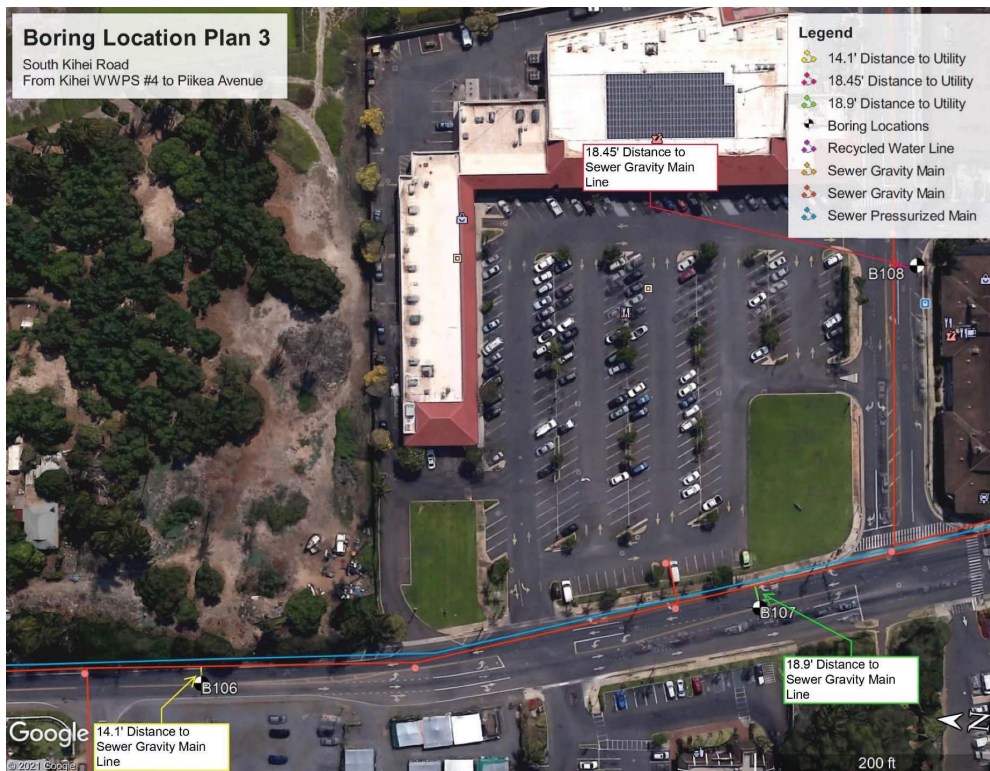 Boring Location Plan 3
South Kihei Road
From Kihei WWPS #4 to Piikea Avenue
Legend
14.1' Distance to Utility
18.45' Distance to Utility
18.9' Distance to Utility
Boring Locations
Recycled Water Line
Sewer Gravity Main
Sewer Gravity Main
Sewer Pressurized Main
18.45' Distance to
Sewer Gravity Main
Line
B108
B107
B106
18.9' Distance to
Sewer Gravity Main
Line
14.1' Distance to
Sewer Gravity Main
Line
Google
© 2021 Google
N
200 ft